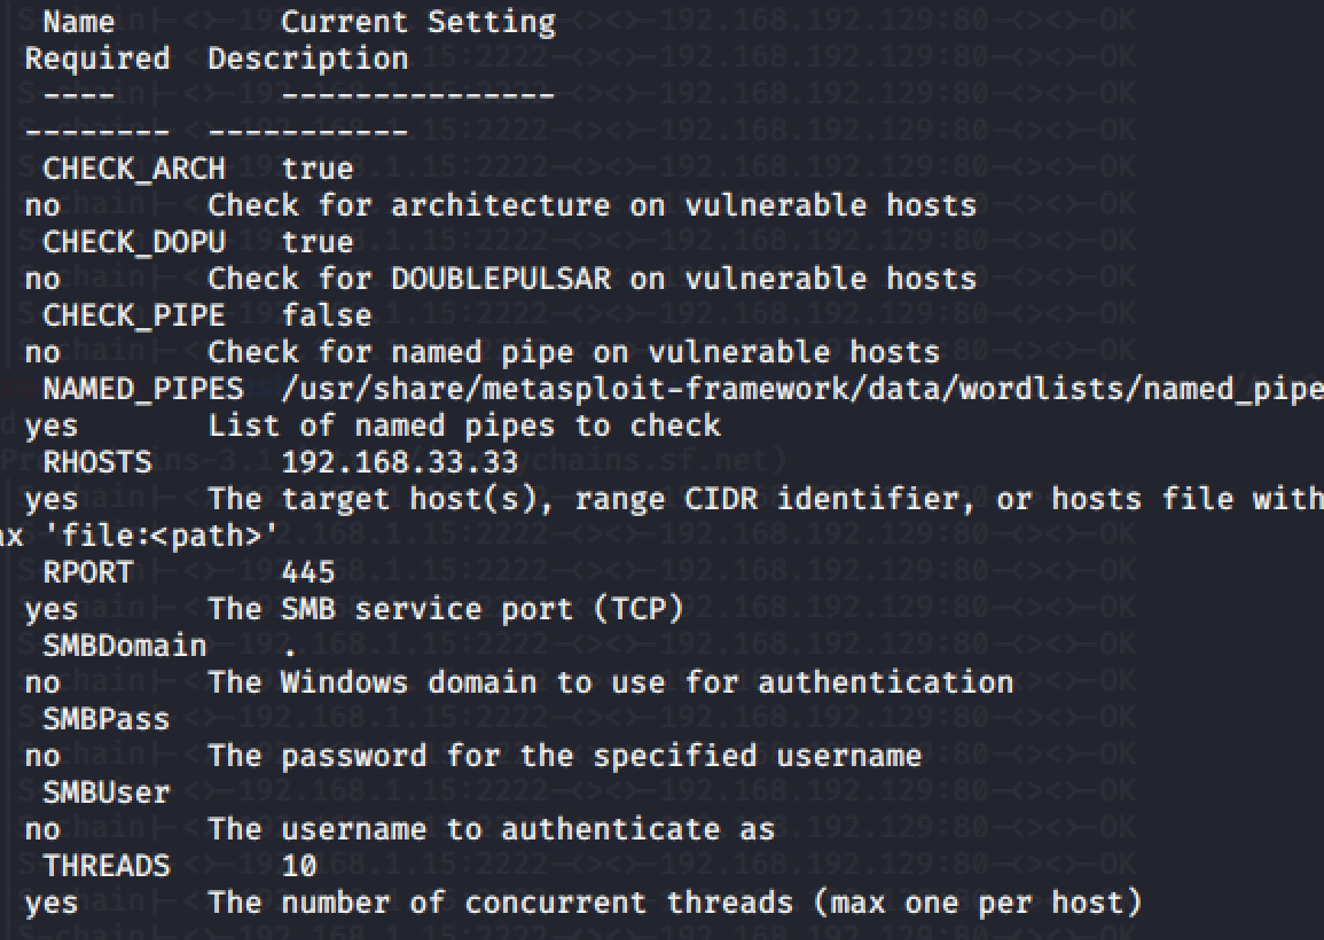 Name Current Setting
Required Description
---- ---------------
-------- -----------
CHECK_ARCH true
no Check for architecture on vulnerable hosts
CHECK_DOPU true
no Check for DOUBLEPULSAR on vulnerable hosts
CHECK_PIPE false
no Check for named pipe on vulnerable hosts
NAMED_PIPES /usr/share/metasploit-framework/data/wordlists/named_pipe
yes List of named pipes to check
RHOSTS 192.168.33.33
yes The target host(s), range CIDR identifier, or hosts file with
ax 'file:<path>'
RPORT 445
yes The SMB service port (TCP)
SMBDomain .
no The Windows domain to use for authentication
SMBPass
no The password for the specified username
SMBUser
no The username to authenticate as
THREADS 10
yes The number of concurrent threads (max one per host)